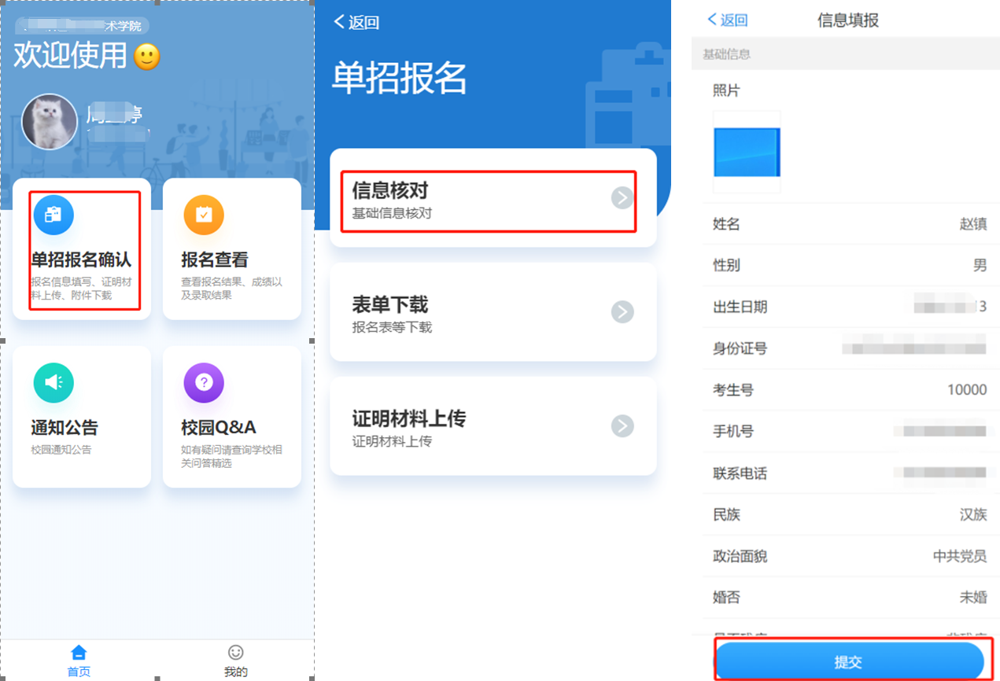 术学院
欢迎使用
婷
单招报名确认
报名信息填写、证明材
料上传、附件下载
报名查看
查看报名结果、成绩以
及录取结果
通知公告
校园通知公告
校园Q&A
如有疑问请查询学校相
关问答精选
首页
我的
返回
单招报名
信息核对
基础信息核对
表单下载
报名表等下载
证明材料上传
证明材料上传
返回
信息填报
基础信息
照片
姓名 赵镇
性别 男
出生日期 13
身份证号
考生号 10000
手机号
联系电话
民族 汉族
政治面貌 中共党员
婚否 未婚
提交